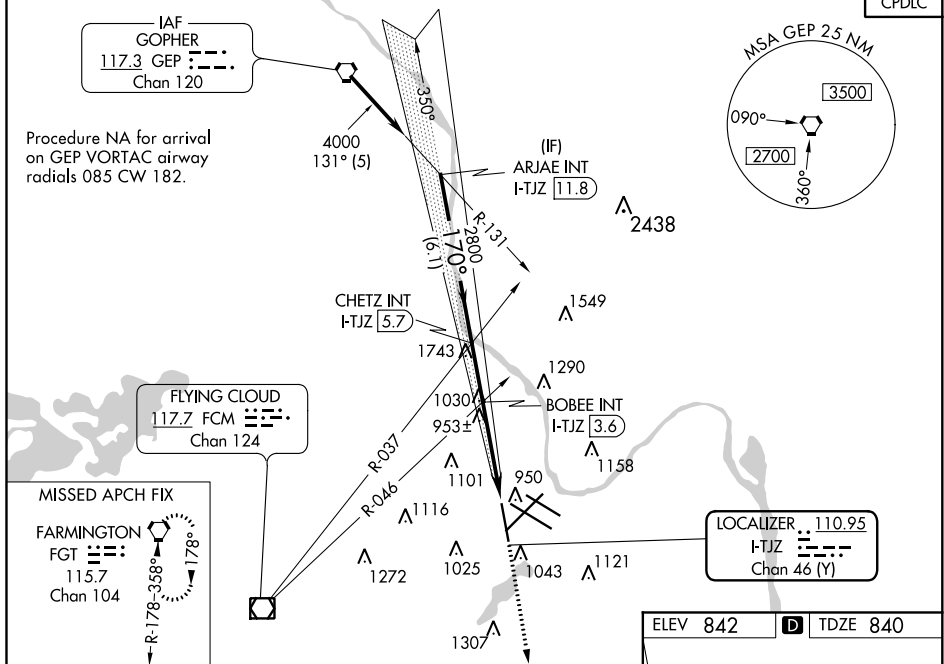 CPDLC
IAF
GOPHER
117.3 GEP
Chan 120
Procedure NA for arrival
on GEP VORTAC airway
radials 085 CW 182.
4000
131° (5)
350°
(IF)
ARJAE INT
I-TJZ 11.8
MSA GEP 25 NM
3500
090°
2700
360°
2438
R-131
2800
170°
(6.1)
CHETZ INT
I-TJZ 5.7
1549
1743
1290
1030
BOBEE INT
I-TJZ 3.6
953±
FLYING CLOUD
117.7 FCM
Chan 124
R-037
R-046
1158
1101
950
1116
MISSED APCH FIX
FARMINGTON
FGT
115.7
Chan 104
178°
R-178-358°
LOCALIZER 110.95
I-TJZ
Chan 46 (Y)
1272
1025
1043
1121
1307
ELEV 842 D TDZE 840